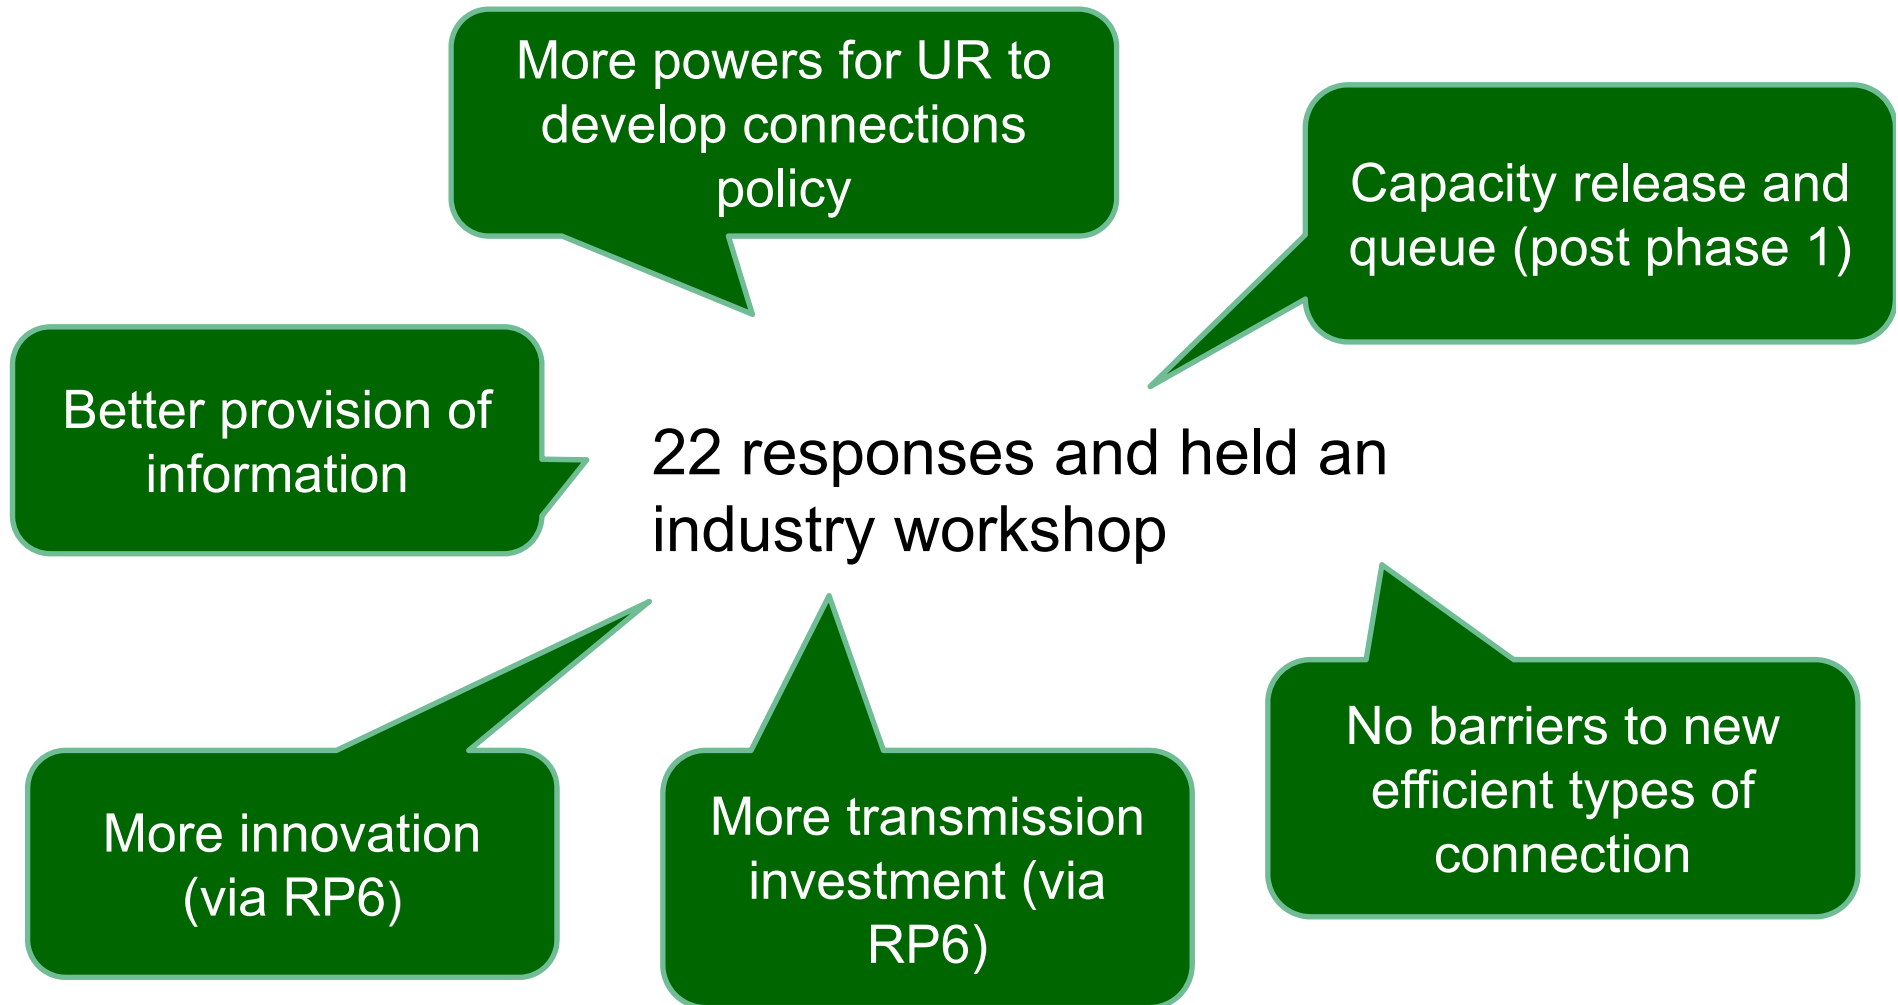 More powers for UR to
develop connections
policy
Capacity release and
queue (post phase 1)
Better provision of
information
22 responses and held an
industry workshop
More innovation
(via RP6)
More transmission
investment (via
RP6)
No barriers to new
efficient types of
connection